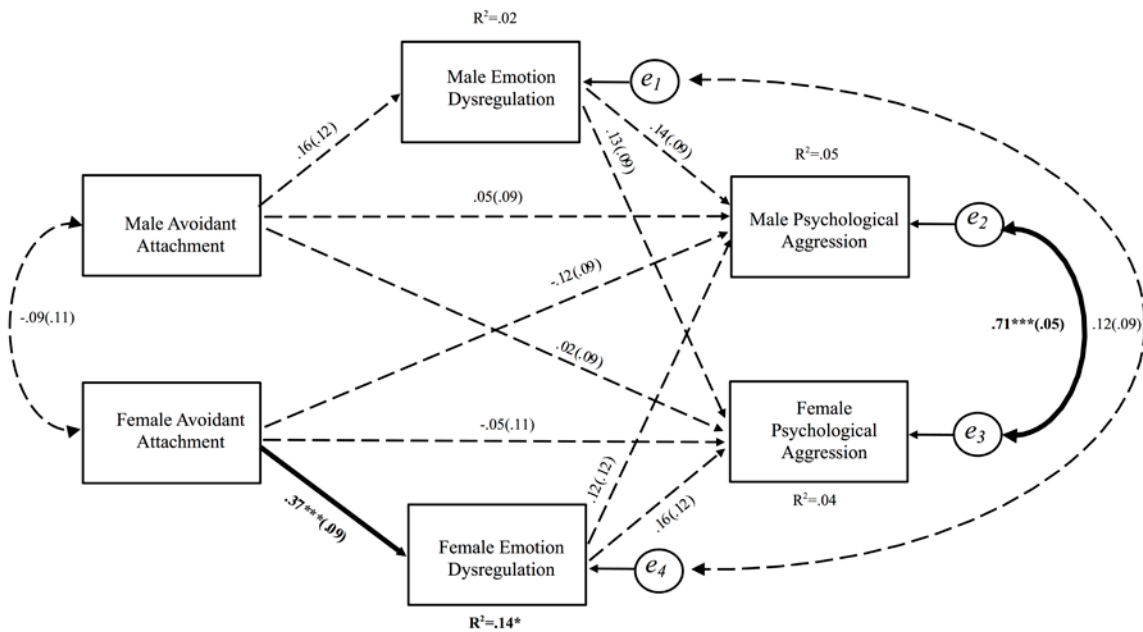 R²=.02
Male Emotion
Dysregulation
e₁
.16(.12)
.14(.09)
.13(.09)
R²=.05
Male Avoidant
Attachment
.05(.09)
Male Psychological
Aggression
e₂
-.12(.09)
-.09(.11)
.02(.09)
.71***(.05)
.12(.09)
Female Avoidant
Attachment
-.05(.11)
Female
Psychological
Aggression
e₃
.37***(.09)
.12(.12)
.16(.12)
R²=.04
Female Emotion
Dysregulation
e₄
R²=.14*